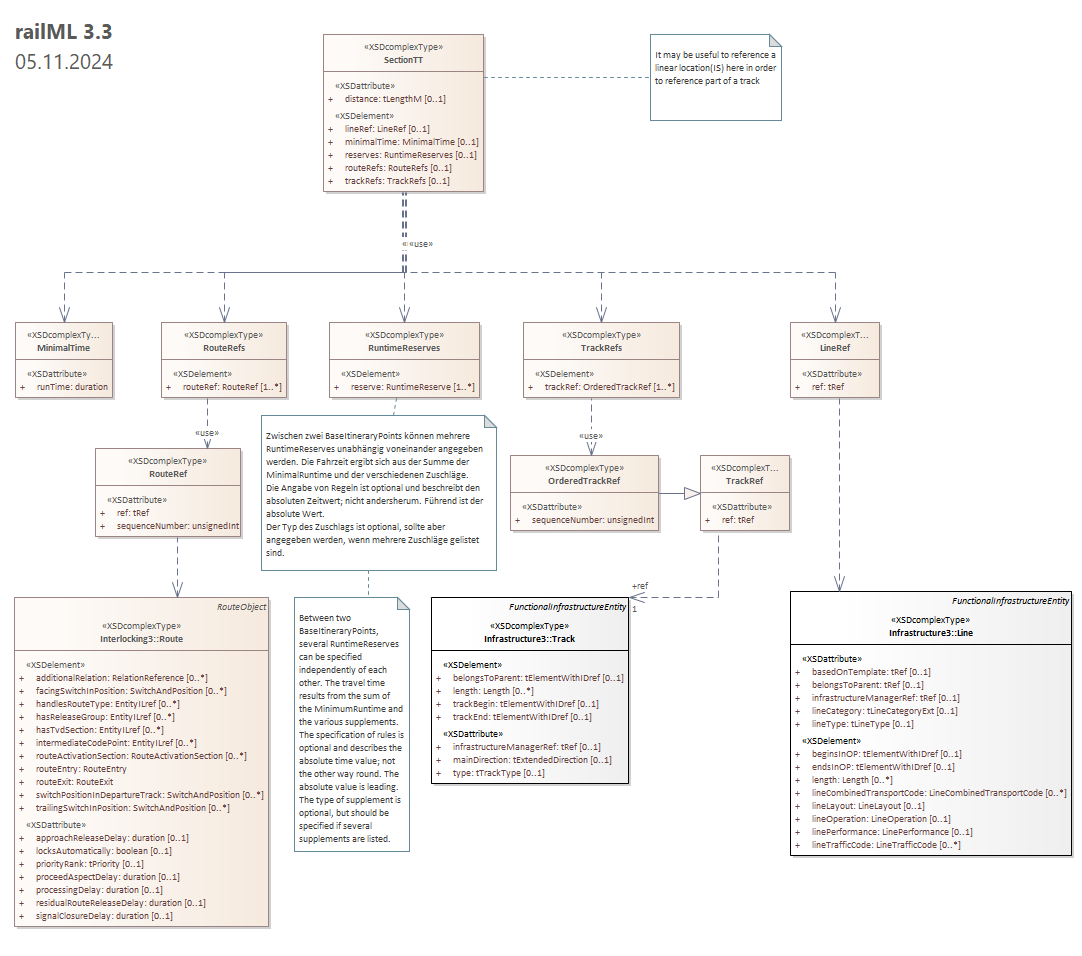 railML 3.3
05.11.2024
«XSDcomplexType»
SectionTT
«XSDattribute»
+ distance: tLengthM [0..1]
«XSDelement»
+ lineRef: LineRef [0..1]
+ minimalTime: MinimalTime [0..1]
+ reserves: RuntimeReserves [0..1]
+ routeRefs: RouteRefs [0..1]
+ trackRefs: TrackRefs [0..1]
It may be useful to reference a
linear location(IS) here in order
to reference part of a track
«use»
«XSDcomplexTy...
MinimalTime
«XSDattribute»
+ runTime: duration
«XSDcomplexType»
RouteRefs
«XSDelement»
+ routeRef: RouteRef [1..*]
«XSDcomplexType»
RuntimeReserves
«XSDelement»
+ reserve: RuntimeReserve [1..*]
«XSDcomplexType»
TrackRefs
«XSDelement»
+ trackRef: OrderedTrackRef [1..*]
«XSDcomplexT...
LineRef
«XSDattribute»
+ ref: tRef
«use»
«XSDcomplexType»
RouteRef
«XSDattribute»
+ ref: tRef
+ sequenceNumber: unsignedInt
Zwischen zwei BaseItineraryPoints können mehrere
RuntimeReserves unabhängig voneinander angegeben
werden. Die Fahrzeit ergibt sich aus der Summe der
MinimalRuntime und der verschiedenen Zuschläge.
Die Angabe von Regeln ist optional und beschreibt den
absoluten Zeitwert; nicht andersherum. Führend ist der
absolute Wert.
Der Typ des Zuschlags ist optional, sollte aber
angegeben werden, wenn mehrere Zuschläge gelistet
sind.
«use»
«XSDcomplexType»
OrderedTrackRef
«XSDattribute»
+ sequenceNumber: unsignedInt
«XSDcomplexT...
TrackRef
«XSDattribute»
+ ref: tRef
RouteObject
«XSDcomplexType»
Interlocking3::Route
«XSDelement»
+ additionalRelation: RelationReference [0..*]
+ facingSwitchInPosition: SwitchAndPosition [0..*]
+ handlesRouteType: EntityILref [0..*]
+ hasReleaseGroup: EntityILref [0..*]
+ hasTvdSection: EntityILref [0..*]
+ intermediateCodePoint: EntityILref [0..*]
+ routeActivationSection: RouteActivationSection [0..*]
+ routeEntry: RouteEntry
+ routeExit: RouteExit
+ switchPositionInDepartureTrack: SwitchAndPosition [0..*]
+ trailingSwitchInPosition: SwitchAndPosition [0..*]
«XSDattribute»
+ approachReleaseDelay: duration [0..1]
+ locksAutomatically: boolean [0..1]
+ priorityRank: tPriority [0..1]
+ proceedAspectDelay: duration [0..1]
+ processingDelay: duration [0..1]
+ residualRouteReleaseDelay: duration [0..1]
+ signalClosureDelay: duration [0..1]
Between two
BaseItineraryPoints,
several RuntimeReserves
can be specified
independently of each
other. The travel time
results from the sum of
the MinimumRuntime and
the various supplements.
The specification of rules is
optional and describes the
absolute time value; not
the other way round. The
absolute value is leading.
The type of supplement is
optional, but should be
specified if several
supplements are listed.
+ref
1
FunctionalInfrastructureEntity
«XSDcomplexType»
Infrastructure3::Track
«XSDelement»
+ belongsToParent: tElementWithIDref [0..1]
+ length: Length [0..*]
+ trackBegin: tElementWithIDref [0..1]
+ trackEnd: tElementWithIDref [0..1]
«XSDattribute»
+ infrastructureManagerRef: tRef [0..1]
+ mainDirection: tExtendedDirection [0..1]
+ type: tTrackType [0..1]
FunctionalInfrastructureEntity
«XSDcomplexType»
Infrastructure3::Line
«XSDattribute»
+ basedOnTemplate: tRef [0..1]
+ belongsToParent: tRef [0..1]
+ infrastructureManagerRef: tRef [0..1]
+ lineCategory: tLineCategoryExt [0..1]
+ lineType: tLineType [0..1]
«XSDelement»
+ beginsInOP: tElementWithIDref [0..1]
+ endsInOP: tElementWithIDref [0..1]
+ length: Length [0..*]
+ lineCombinedTransportCode: LineCombinedTransportCode [0..*]
+ lineLayout: LineLayout [0..1]
+ lineOperation: LineOperation [0..1]
+ linePerformance: LinePerformance [0..1]
+ lineTrafficCode: LineTrafficCode [0..*]